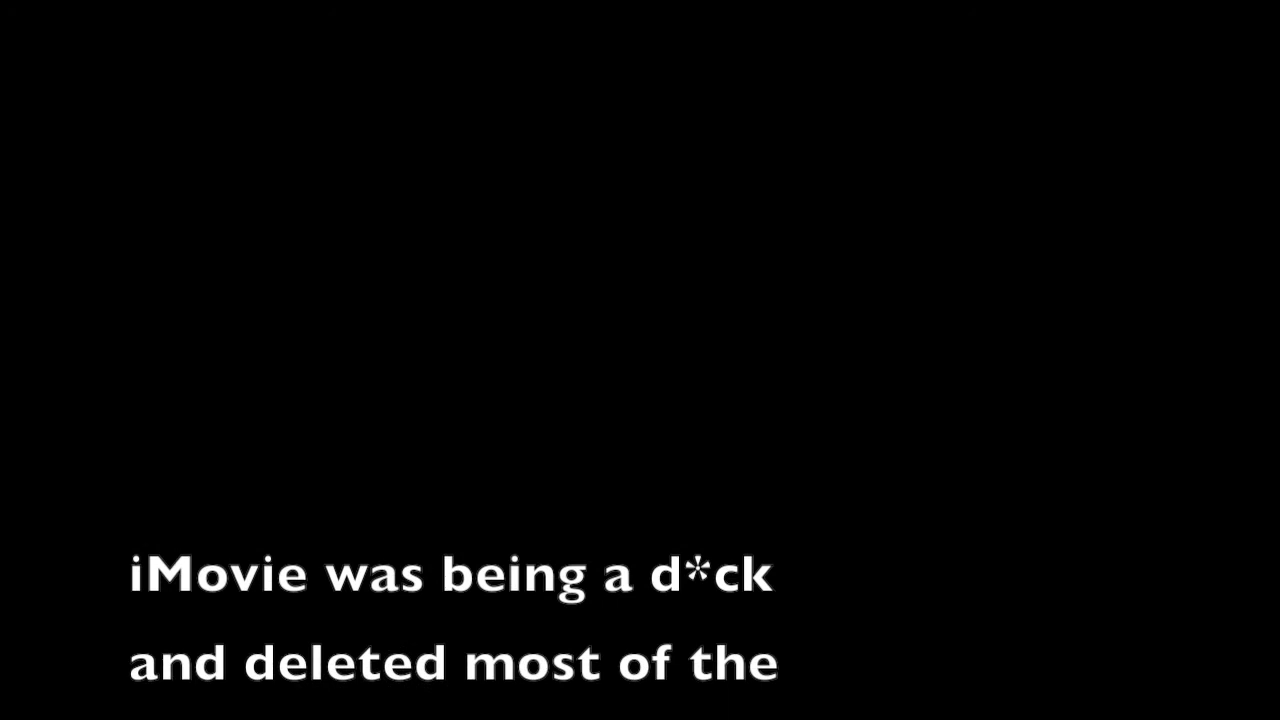 iMovie was being a d*ck
and deleted most of the